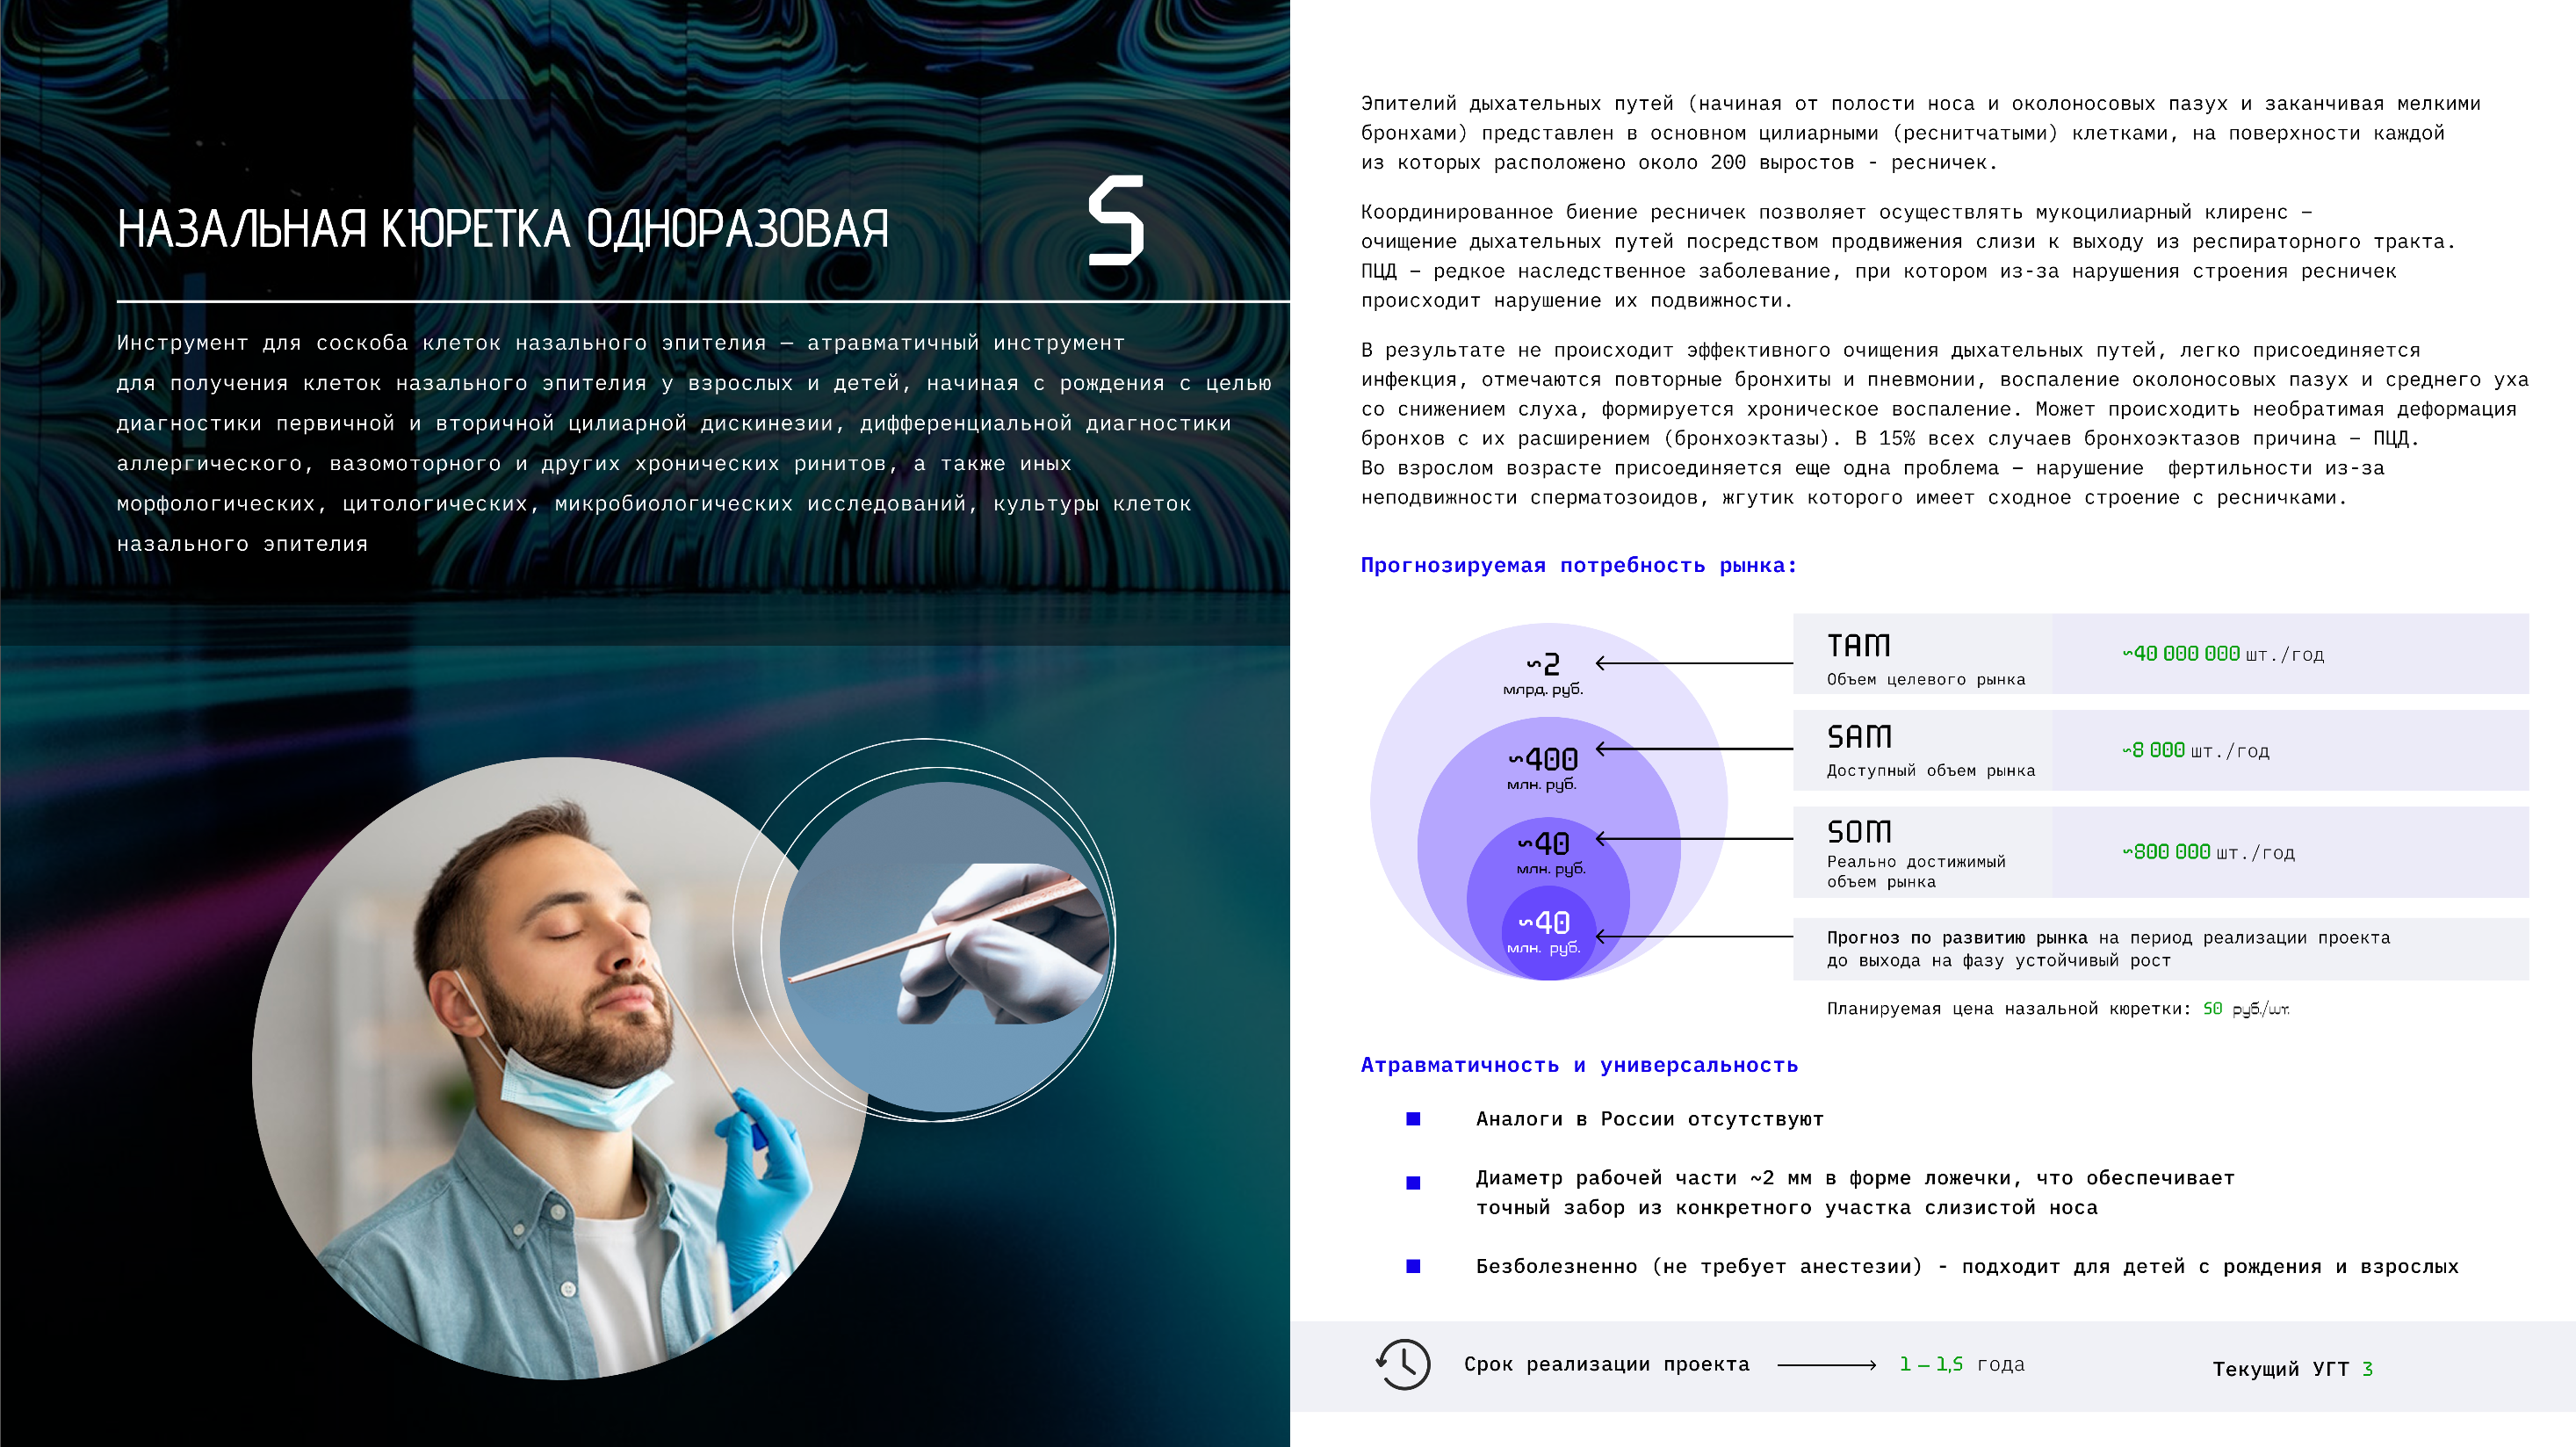 НАЗАЛЬНАЯ КЮРЕТКА ОДНОРАЗОВАЯ
5
Инструмент для соскоба клеток назального эпителия — атравматичный инструмент
для получения клеток назального эпителия у взрослых и детей, начиная с рождения с целью
диагностики первичной и вторичной цилиарной дискинезии, дифференциальной диагностики
аллергического, вазомоторного и других хронических ринитов, а также иных
морфологических, цитологических, микробиологических исследований, культуры клеток
назального эпителия
Эпителий дыхательных путей (начиная от полости носа и околоносовых пазух и заканчивая мелкими
бронхами) представлен в основном цилиарными (реснитчатыми) клетками, на поверхности каждой
из которых расположено около 200 выростов - ресничек.
Координированное биение ресничек позволяет осуществлять мукоцилиарный клиренс –
очищение дыхательных путей посредством продвижения слизи к выходу из респираторного тракта.
ПЦД – редкое наследственное заболевание, при котором из-за нарушения строения ресничек
происходит нарушение их подвижности.
В результате не происходит эффективного очищения дыхательных путей, легко присоединяется
инфекция, отмечаются повторные бронхиты и пневмонии, воспаление околоносовых пазух и среднего уха
со снижением слуха, формируется хроническое воспаление. Может происходить необратимая деформация
бронхов с их расширением (бронхоэктазы). В 15% всех случаев бронхоэктазов причина – ПЦД.
Во взрослом возрасте присоединяется еще одна проблема – нарушение фертильности из-за
неподвижности сперматозоидов, жгутик которого имеет сходное строение с ресничками.
Прогнозируемая потребность рынка:
~2
млрд. руб.
TAM
Объем целевого рынка
~40 000 000 шт./год
~400
млн. руб.
SAM
Доступный объем рынка
~8 000 шт./год
~40
млн. руб.
SOM
Реально достижимый
объем рынка
~800 000 шт./год
~40
млн. руб.
Прогноз по развитию рынка на период реализации проекта
до выхода на фазу устойчивый рост
Планируемая цена назальной кюретки: 50 руб./шт.
Атравматичность и универсальность
Аналоги в России отсутствуют
Диаметр рабочей части ~2 мм в форме ложечки, что обеспечивает
точный забор из конкретного участка слизистой носа
Безболезненно (не требует анестезии) - подходит для детей с рождения и взрослых
Срок реализации проекта
1 – 1,5 года
Текущий УГТ 3